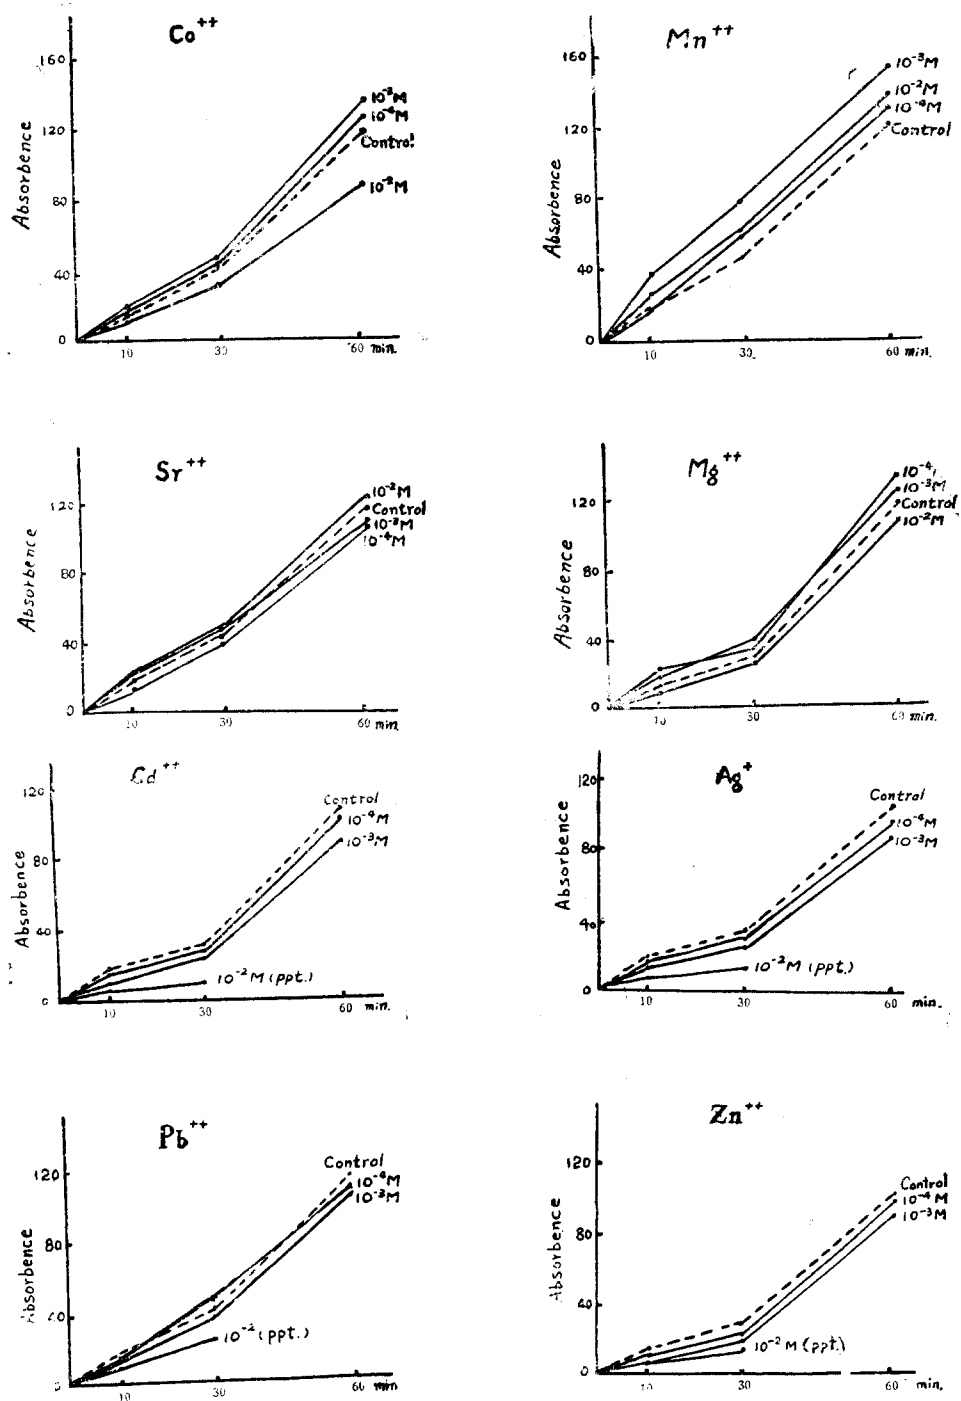 Co++
160
120
80
40
0
Absorbence
10
30
60 min.
10-3M
10-4M
Control
10-2M
Mn++
160
120
80
40
0
Absorbence
10
30
60 min.
10-3M
10-2M
10-4M
Control
Sr++
120
80
40
0
Absorbence
10
30
60 min.
10-2M
Control
10-3M
10-4M
Mg++
120
80
40
0
Absorbence
10
30
60 min.
10-4
10-3M
Control
10-2M
Cd++
120
80
40
0
Absorbence
10
30
60 min.
Control
10-4M
10-3M
10-2M (ppt.)
Ag+
120
80
40
0
Absorbence
10
30
60 min.
Control
10-4M
10-3M
10-2M (ppt.)
Pb++
120
80
40
0
Absorbence
10
30
60 min
Control
10-4M
10-3M
10-2 (ppt.)
Zn++
120
80
40
0
Absorbence
10
30
60 min.
Control
10-4M
10-3M
10-2M (ppt.)